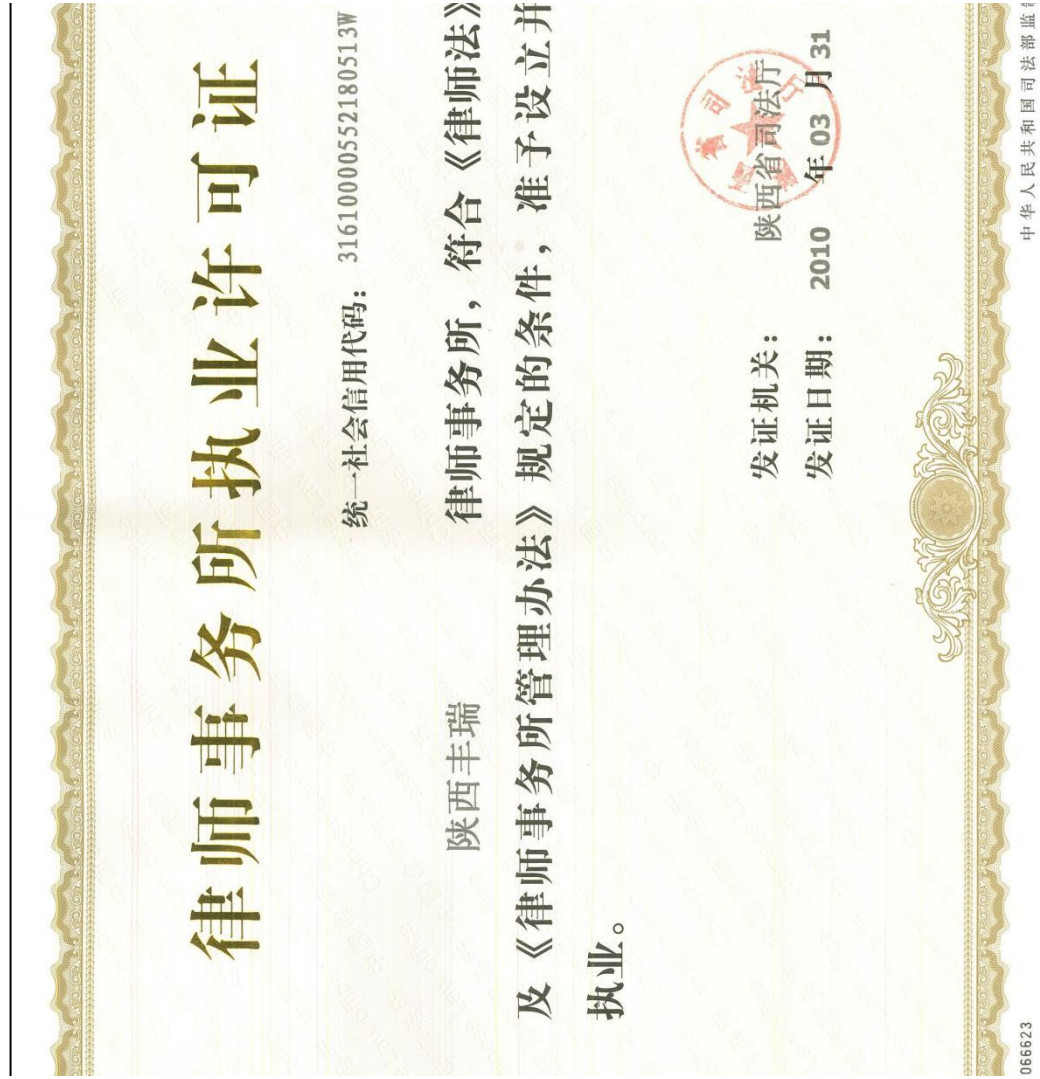 律师事务所执业许可证
统一社会信用代码： 31610000552180513W
陕西丰瑞 律师事务所，符合《律师法》
及《律师事务所管理办法》规定的条件，准予设立并
执业。
发证机关： 陕西省司法厅
发证日期： 2010 年 03 月 31
066623 中华人民共和国司法部监制